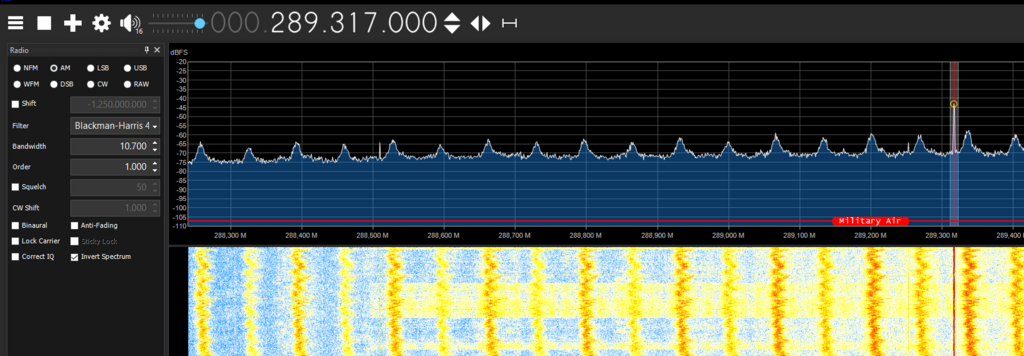 16
000.289.317.000
Radio
NFM AM LSB USB
WFM DSB CW RAW
Shift -1.250.000.000
Filter Blackman-Harris 4
Bandwidth 10.700
Order 1.000
Squelch 50
CW Shift 1.000
Binaural Anti-Fading
Lock Carrier Sticky Lock
Correct IQ Invert Spectrum
dBFS
-20
-25
-30
-35
-40
-45
-50
-55
-60
-65
-70
-75
-80
-85
-90
-95
-100
-105
-110
Military Air
288,300 M 288,400 M 288,500 M 288,600 M 288,700 M 288,800 M 288,900 M 289,000 M 289,100 M 289,200 M 289,300 M 289,400 M